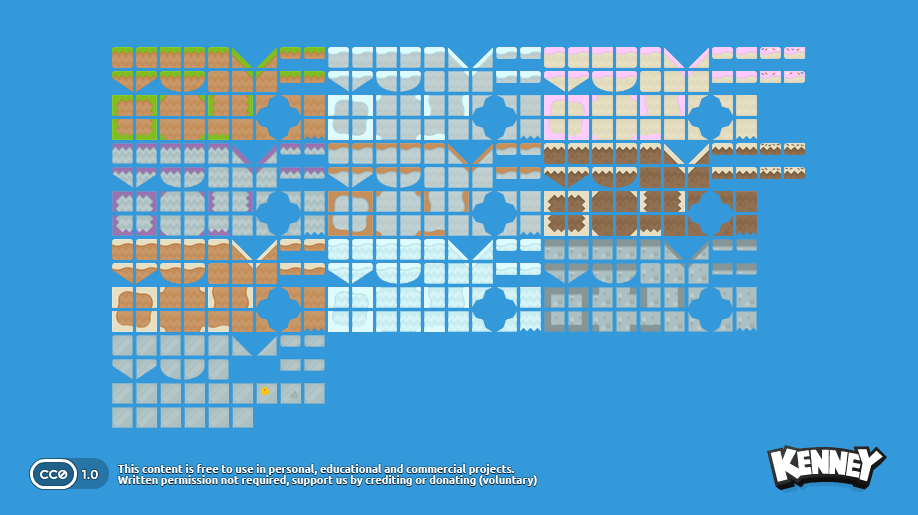 CC0 1.0
This content is free to use in personal, educational and commercial projects.
Written permission not required, support us by crediting or donating (voluntary)
KENNEY